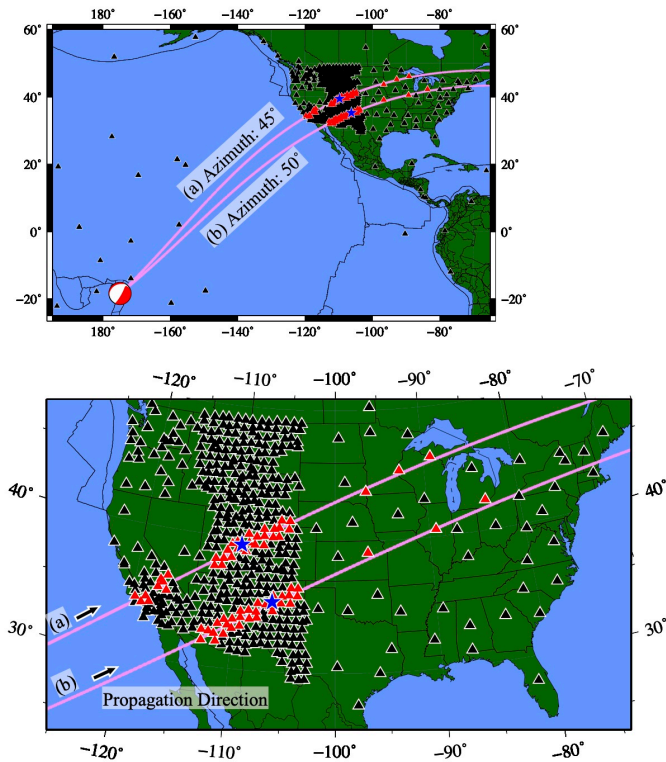 180° −160° −140° −120° −100° −80°
60° 60°
40° 40°
20° 20°
0° 0°
−20° −20°
(a) Azimuth: 45°
(b) Azimuth: 50°
180° −160° −140° −120° −100° −80°
−120° −110° −100° −90° −80° −70°
40° 40°
30° 30°
(a)
(b)
Propagation Direction
−120° −110° −100° −90° −80°